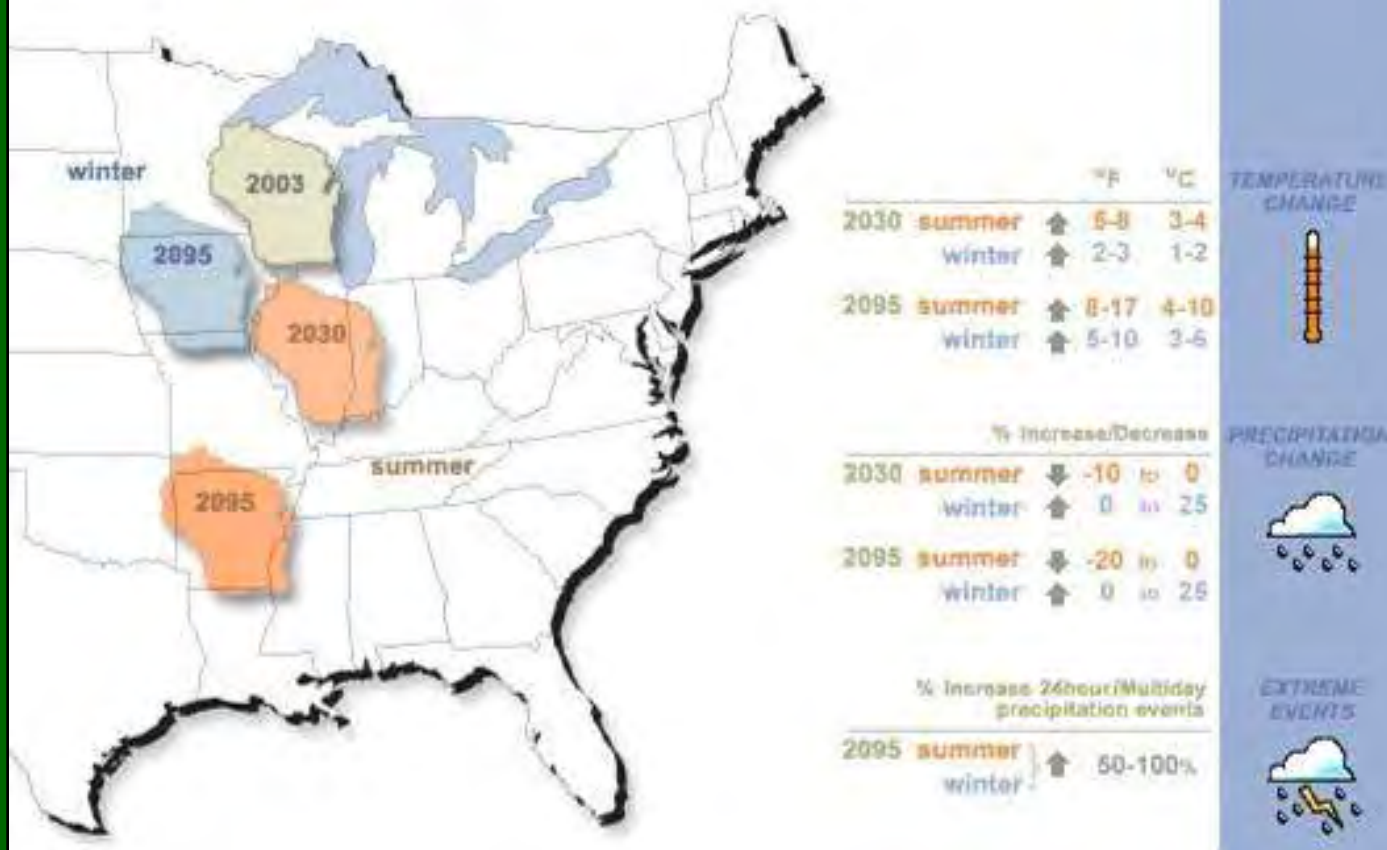 winter
2003
2095
2030
summer
2095
°F °C
2030 summer 5-8 3-4
winter 2-3 1-2
2095 summer 8-17 4-10
winter 5-10 3-6
% Increase/Decrease
2030 summer -10 to 0
winter 0 to 25
2095 summer -20 to 0
winter 0 to 25
% Increase 24hour/Multiday
precipitation events
2095 summer
winter
50-100%
TEMPERATURE
CHANGE
PRECIPITATION
CHANGE
EXTREME
EVENTS